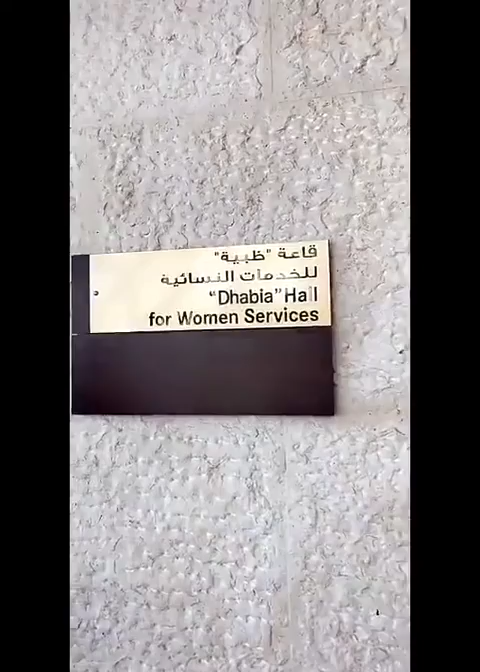 قاعة "ظبية"
للخدمات النسائية
“Dhabia” Hall
for Women Services